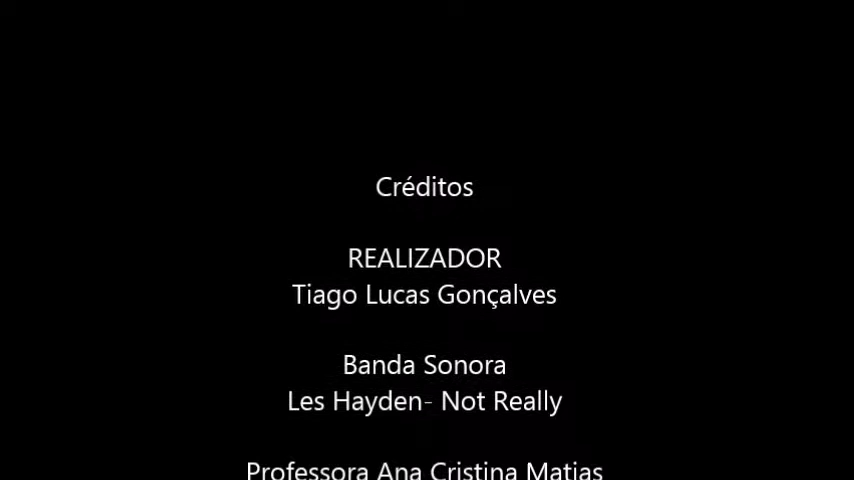 Créditos
REALIZADOR
Tiago Lucas Gonçalves
Banda Sonora
Les Hayden- Not Really
Professora Ana Cristina Matias